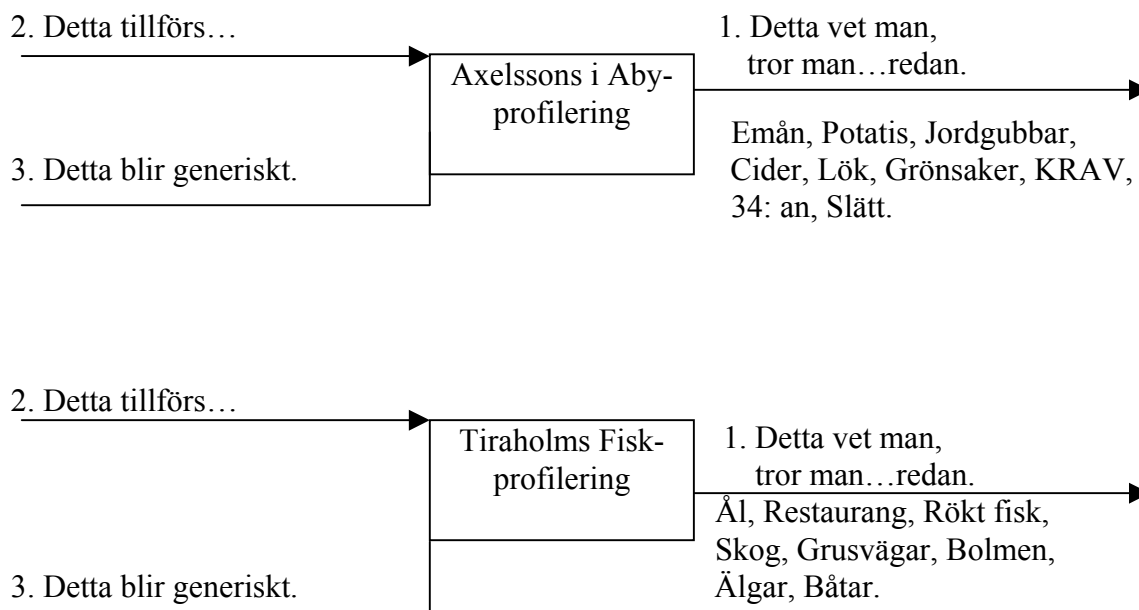 2. Detta tillförs…
Axelssons i Aby-
profilering
1. Detta vet man,
tror man…redan.
Emån, Potatis, Jordgubbar,
Cider, Lök, Grönsaker, KRAV,
34: an, Slätt.
3. Detta blir generiskt.
2. Detta tillförs…
Tiraholms Fisk-
profilering
1. Detta vet man,
tror man…redan.
Ål, Restaurang, Rökt fisk,
Skog, Grusvägar, Bolmen,
Älgar, Båtar.
3. Detta blir generiskt.